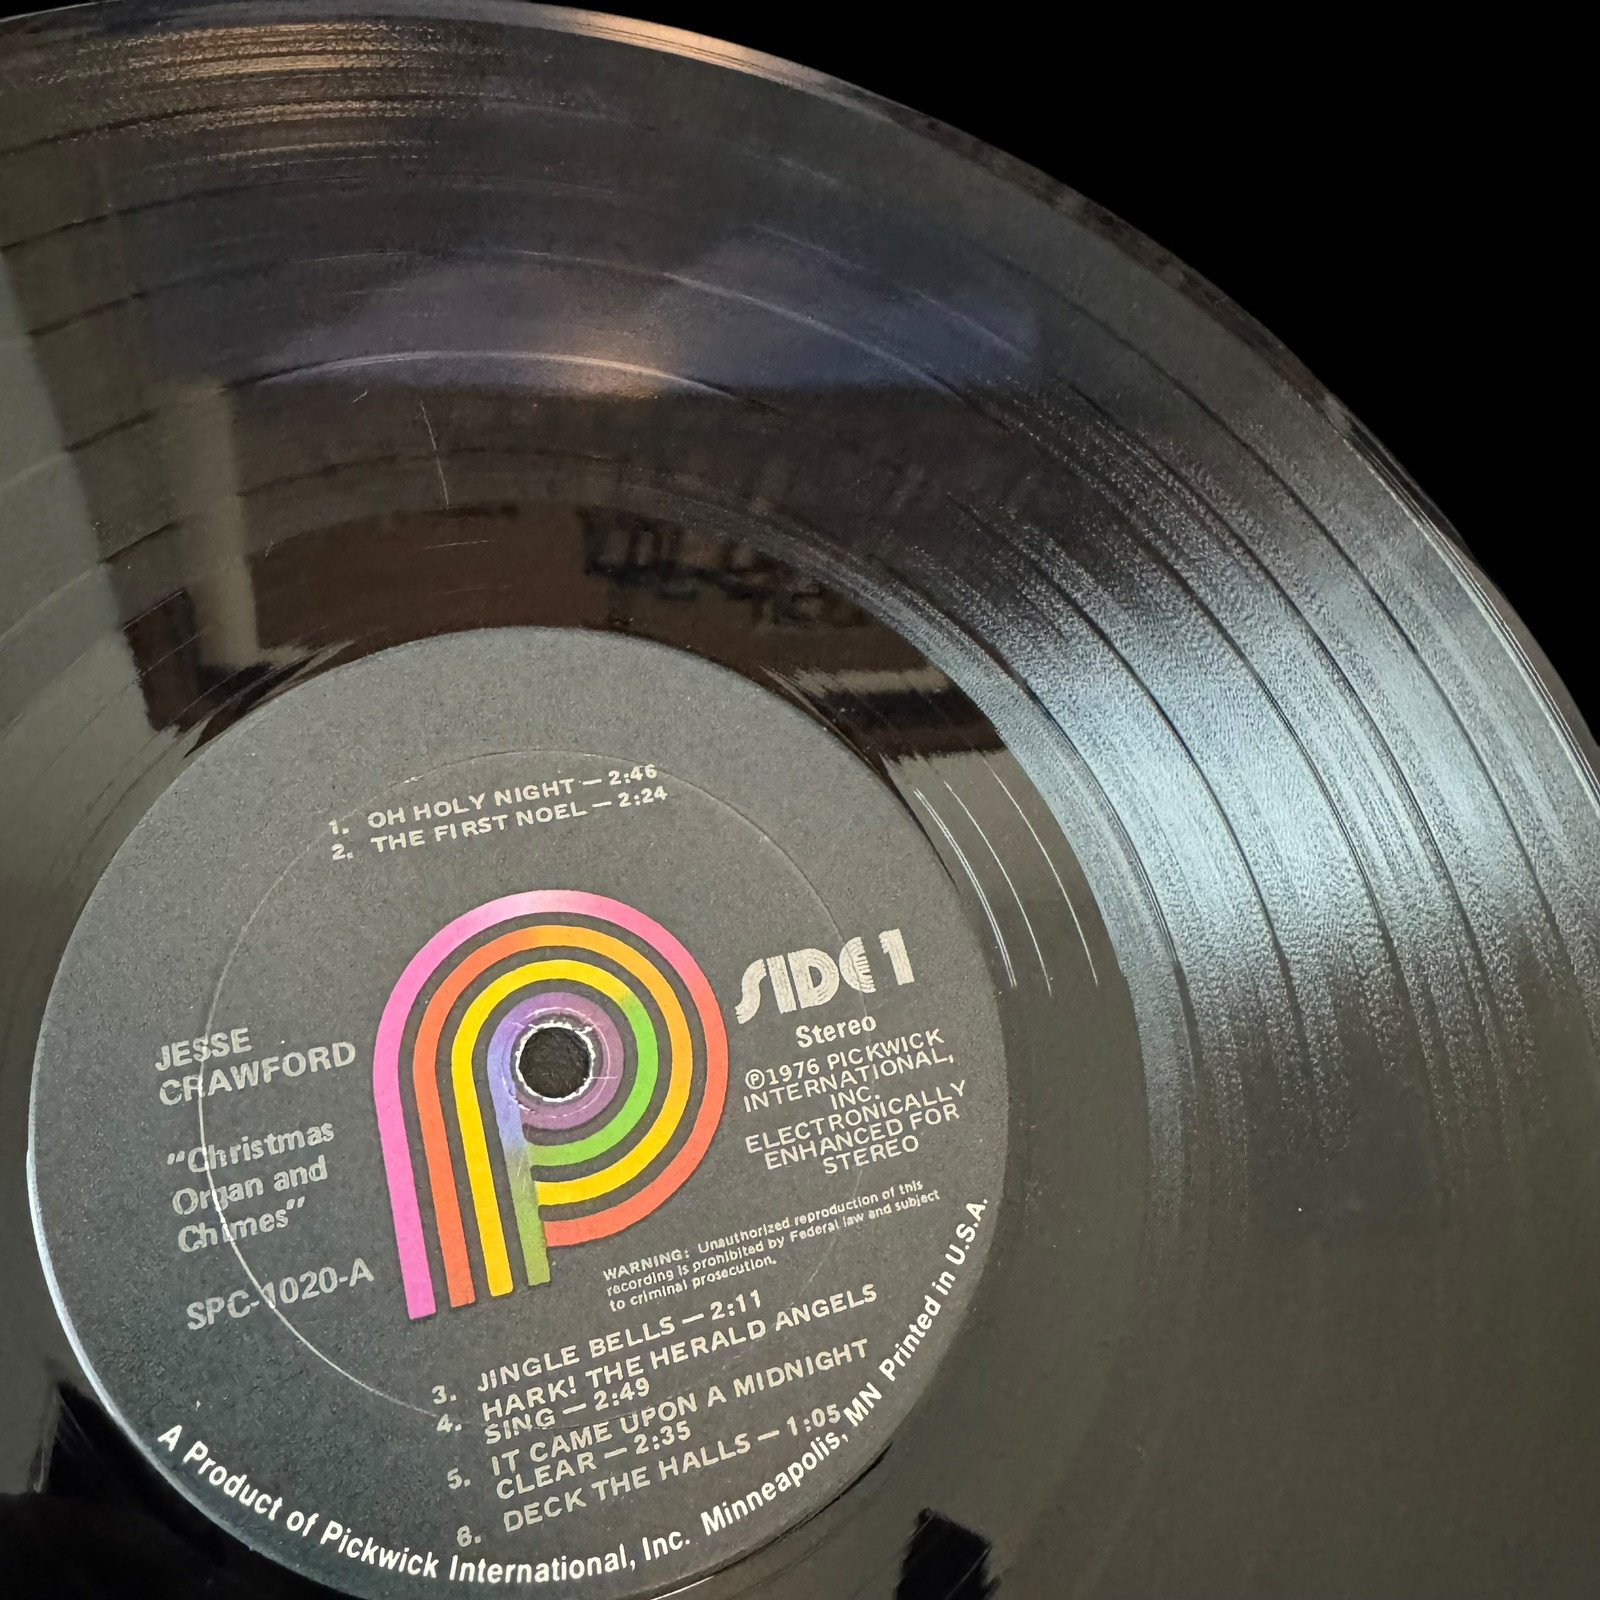 1. OH HOLY NIGHT — 2:46
2. THE FIRST NOEL — 2:24
SIDE 1
Stereo
℗1976 PICKWICK
INTERNATIONAL,
INC.
ELECTRONICALLY
ENHANCED FOR
STEREO
JESSE
CRAWFORD
"Christmas
Organ and
Chimes"
SPC-1020-A
WARNING: Unauthorized reproduction of this
recording is prohibited by Federal law and subject
to criminal prosecution.
3. JINGLE BELLS — 2:11
4. HARK! THE HERALD ANGELS
SING — 2:49
5. IT CAME UPON A MIDNIGHT
CLEAR — 2:35
6. DECK THE HALLS — 1:05
A Product of Pickwick International, Inc. Minneapolis, MN Printed in U.S.A.